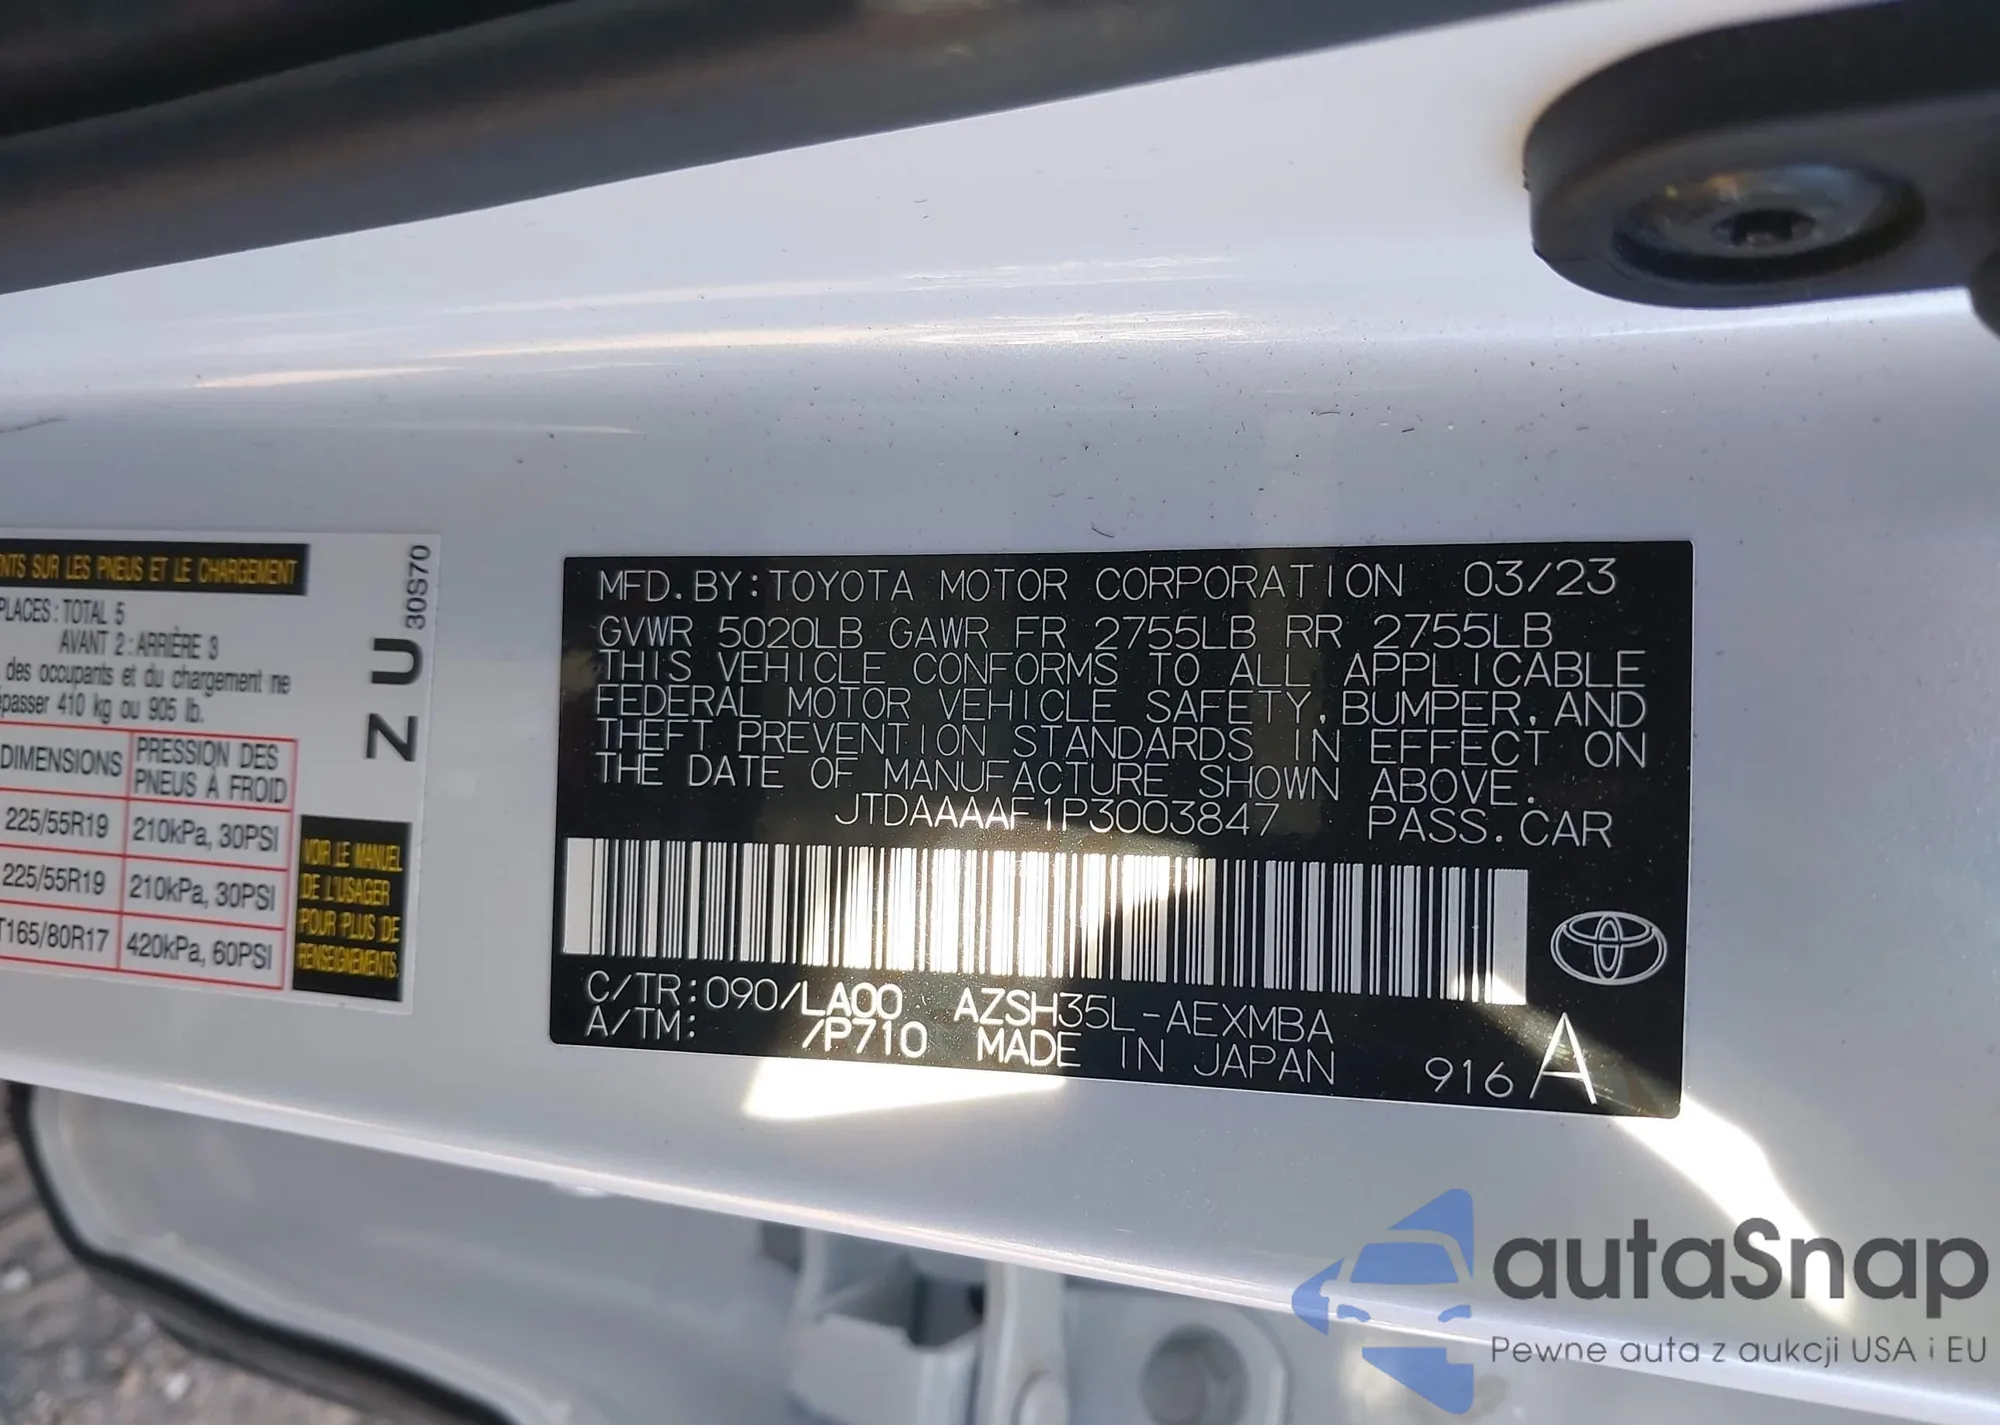 NTS SUR LES PNEUS ET LE CHARGEMENT
PLACES : TOTAL 5
AVANT 2 : ARRIÈRE 3
des occupants et du chargement ne
passer 410 kg ou 905 lb.
DIMENSIONS PRESSION DES PNEUS À FROID
225/55R19 210kPa, 30PSI
225/55R19 210kPa, 30PSI
T165/80R17 420kPa, 60PSI
VOIR LE MANUEL
DE L'USAGER
POUR PLUS DE
RENSEIGNEMENTS.
ZU 30S70
MFD. BY: TOYOTA MOTOR CORPORATION 03/23
GVWR 5020LB GAWR FR 2755LB RR 2755LB
THIS VEHICLE CONFORMS TO ALL APPLICABLE
FEDERAL MOTOR VEHICLE SAFETY, BUMPER, AND
THEFT PREVENTION STANDARDS IN EFFECT ON
THE DATE OF MANUFACTURE SHOWN ABOVE.
JTDAAAAF1P3003847 PASS. CAR
C/TR: 090/LA00 AZSH35L-AEXMBA
A/TM: /P710 MADE IN JAPAN 916 A
autaSnap
Pewne auta z aukcji USA i EU